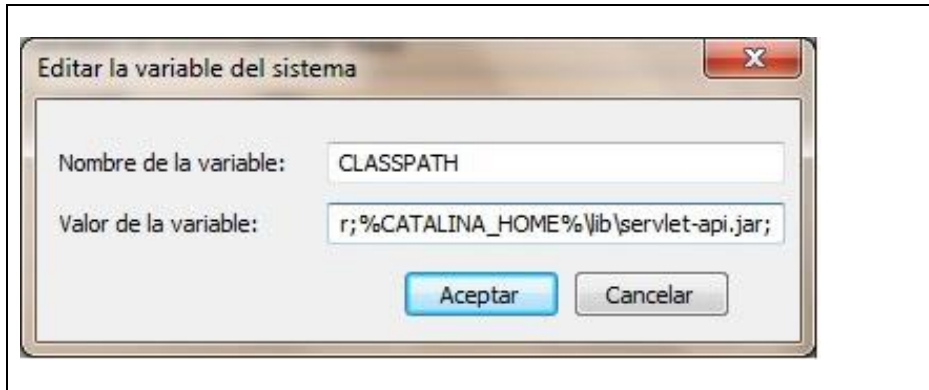 Editar la variable del sistema
Nombre de la variable: CLASSPATH
Valor de la variable: r;%CATALINA_HOME%\lib\servlet-api.jar;
Aceptar Cancelar